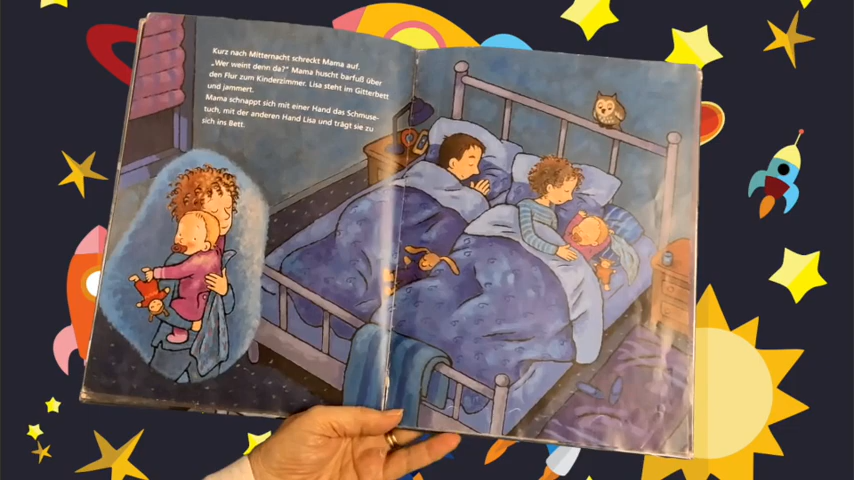 Kurz nach Mitternacht schreckt Mama auf.
„Wer weint denn da?" Mama huscht barfuß über
den Flur zum Kinderzimmer. Lisa steht im Gitterbett
und jammert.
Mama schnappt sich mit einer Hand das Schmuse-
tuch, mit der anderen Hand Lisa und trägt sie zu
sich ins Bett.